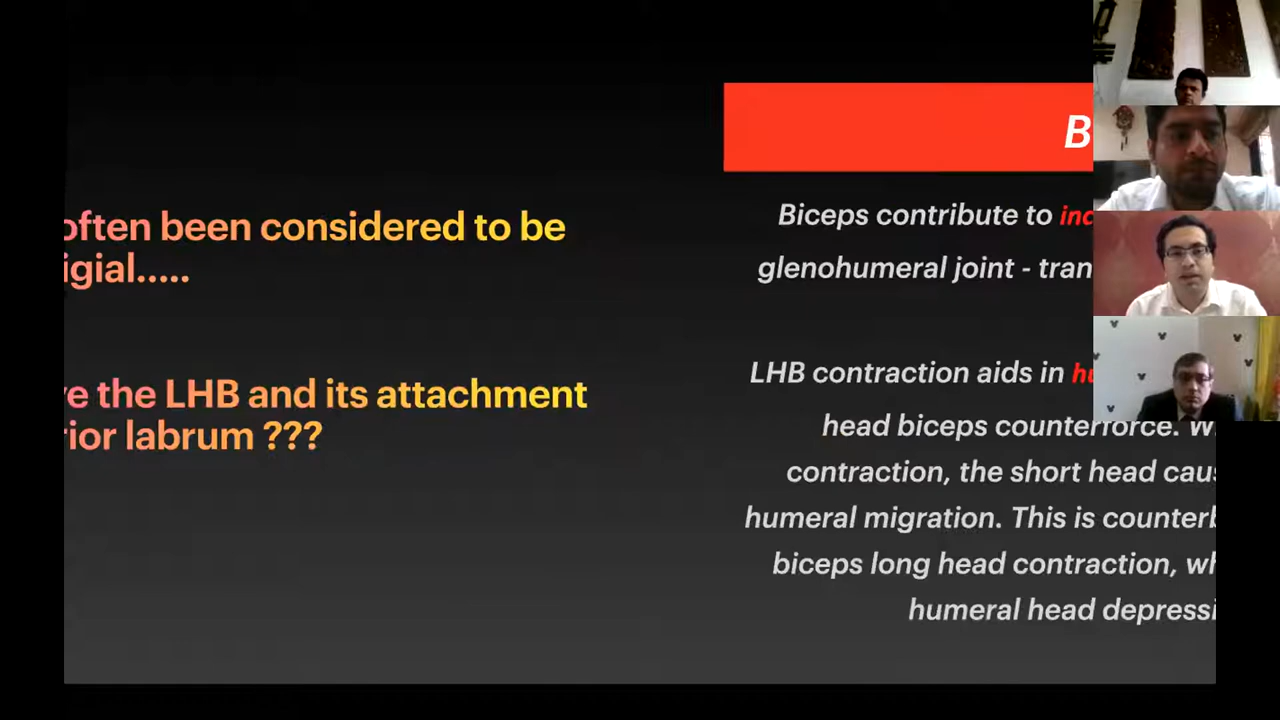 often been considered to be
igial.....
ve the LHB and its attachment
rior labrum ???
B
Biceps contribute to inc
glenohumeral joint - tran
LHB contraction aids in hu
head biceps counterforce. W
contraction, the short head caus
humeral migration. This is counterb
biceps long head contraction, wh
humeral head depressi